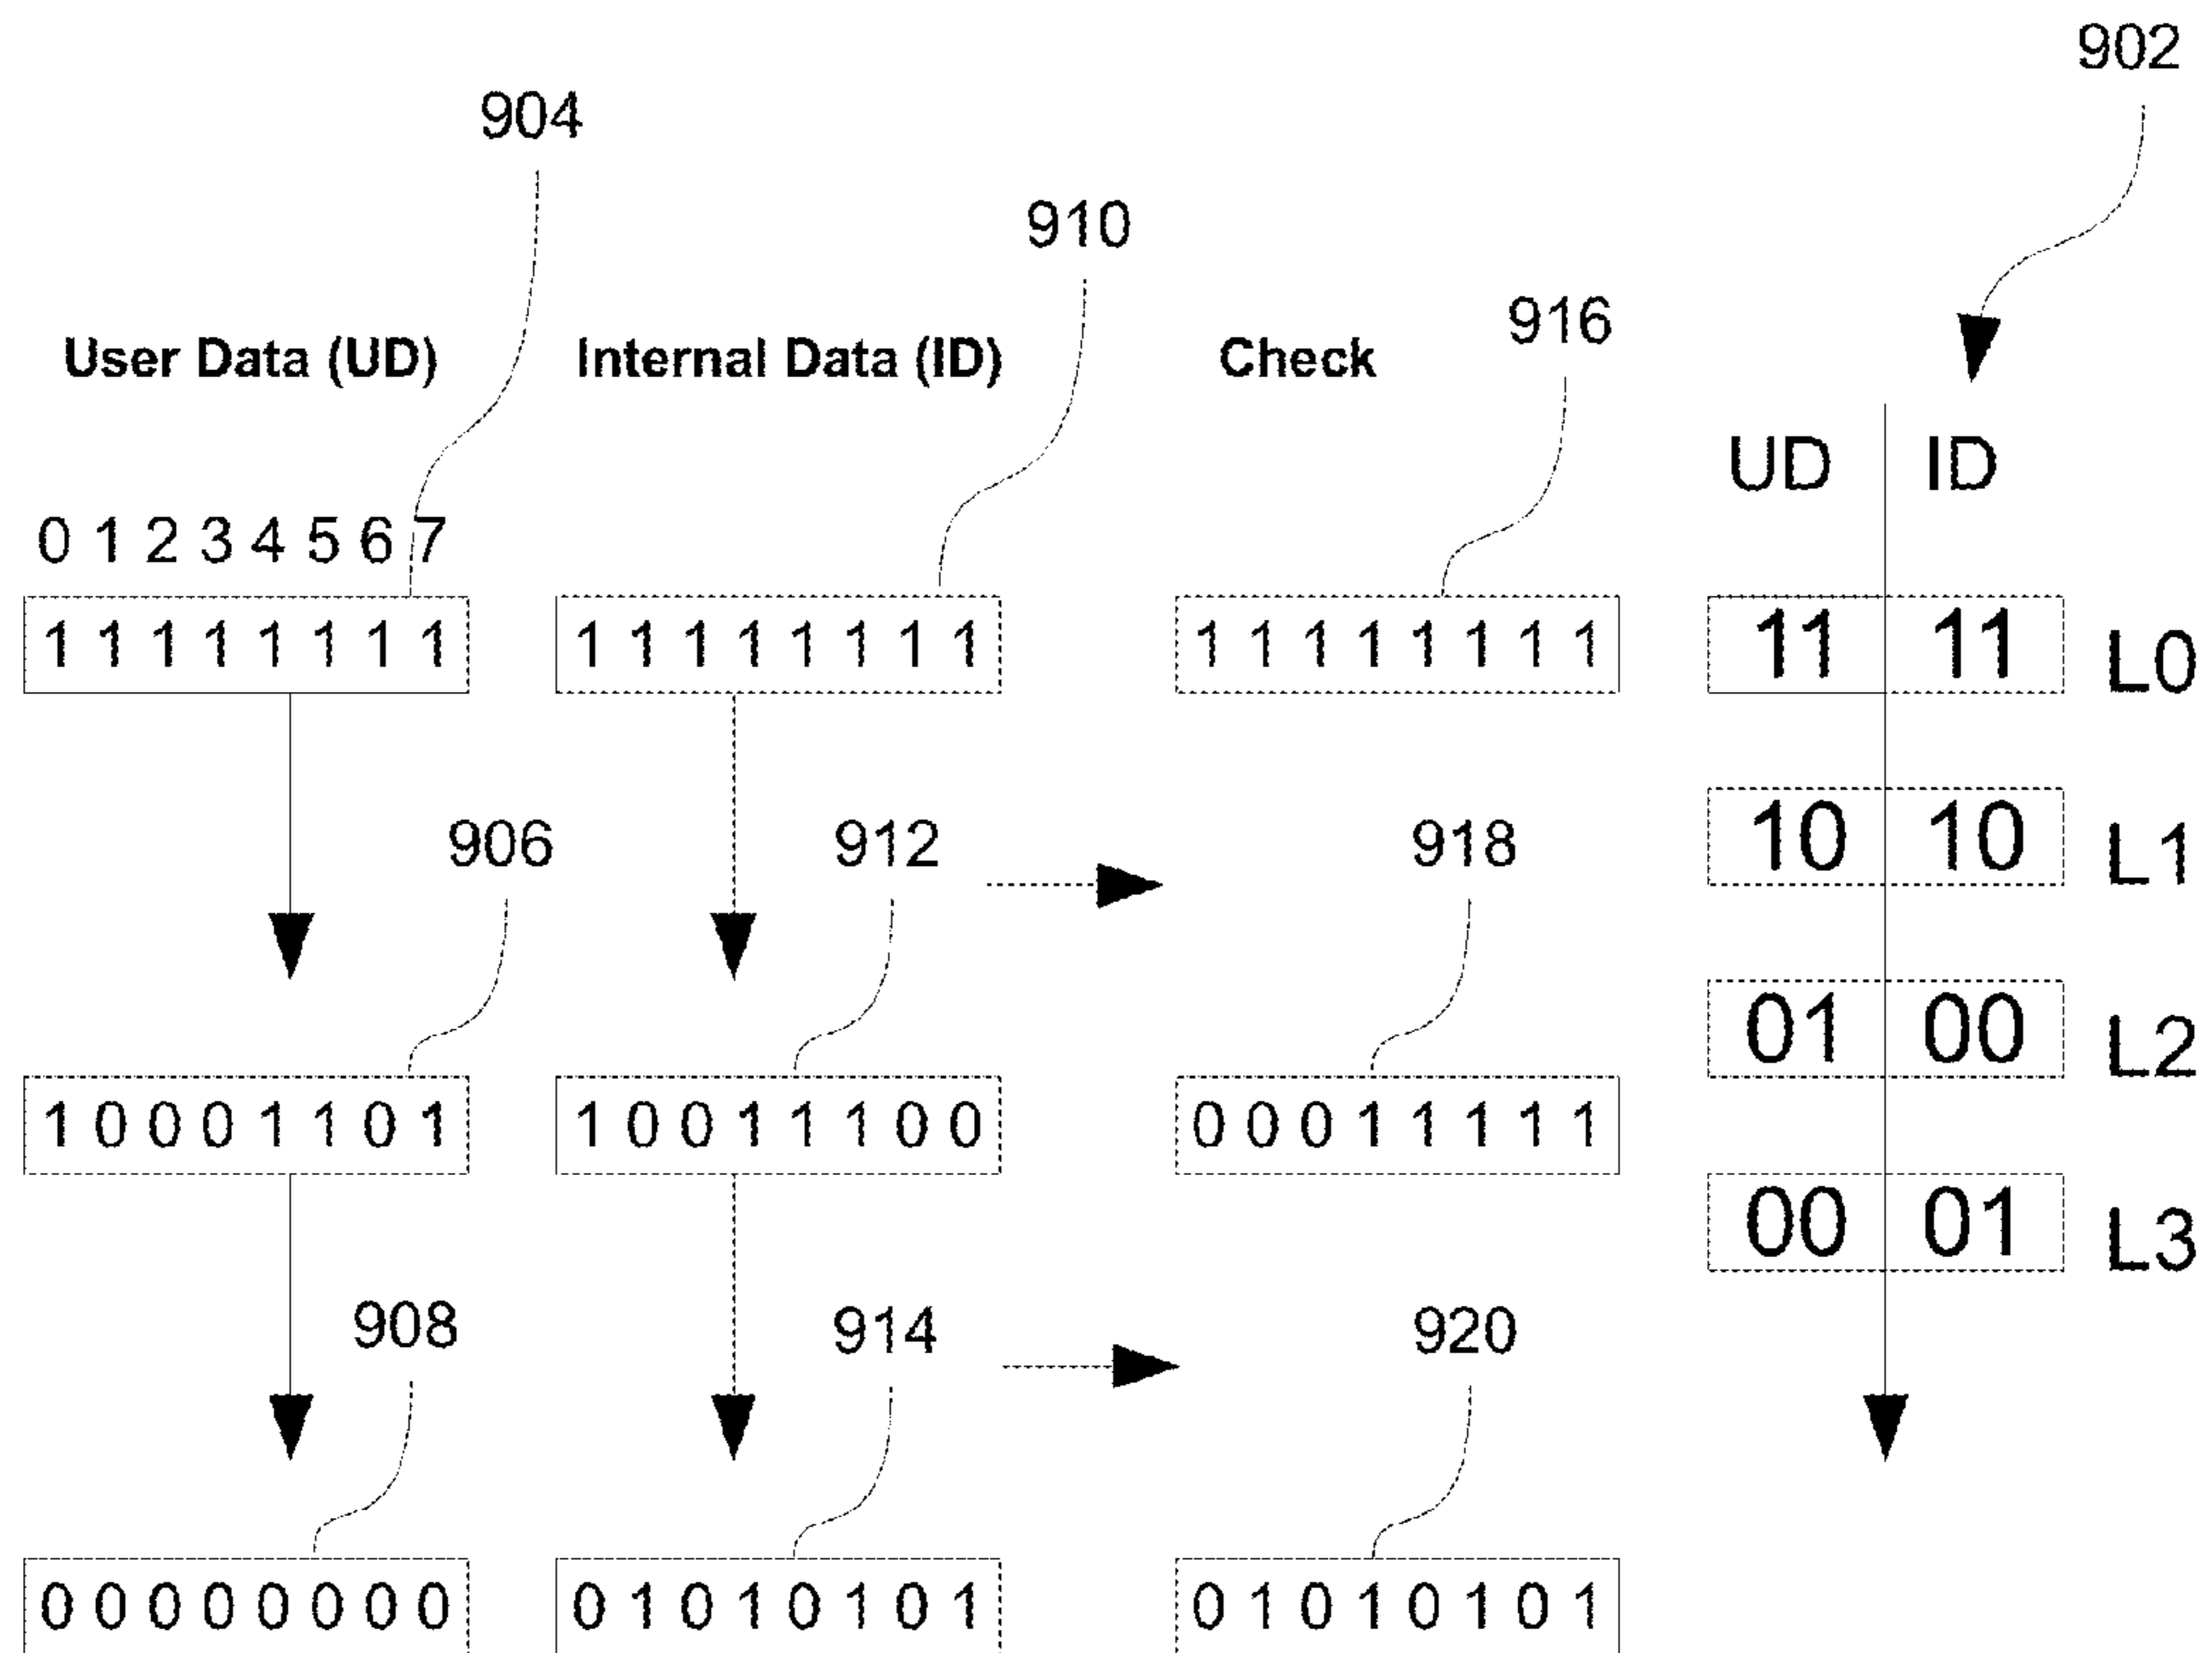 902
904
910
916
User Data (UD) Internal Data (ID) Check
UD ID
0 1 2 3 4 5 6 7
1 1 1 1 1 1 1 1 1 1 1 1 1 1 1 1 1 1 1 1 1 1 1 1 11 11 L0
906 912 918 10 10 L1
01 00 L2
1 0 0 0 1 1 0 1 1 0 0 1 1 1 0 0 0 0 0 1 1 1 1 1
00 01 L3
908 914 920
0 0 0 0 0 0 0 0 0 1 0 1 0 1 0 1 0 1 0 1 0 1 0 1